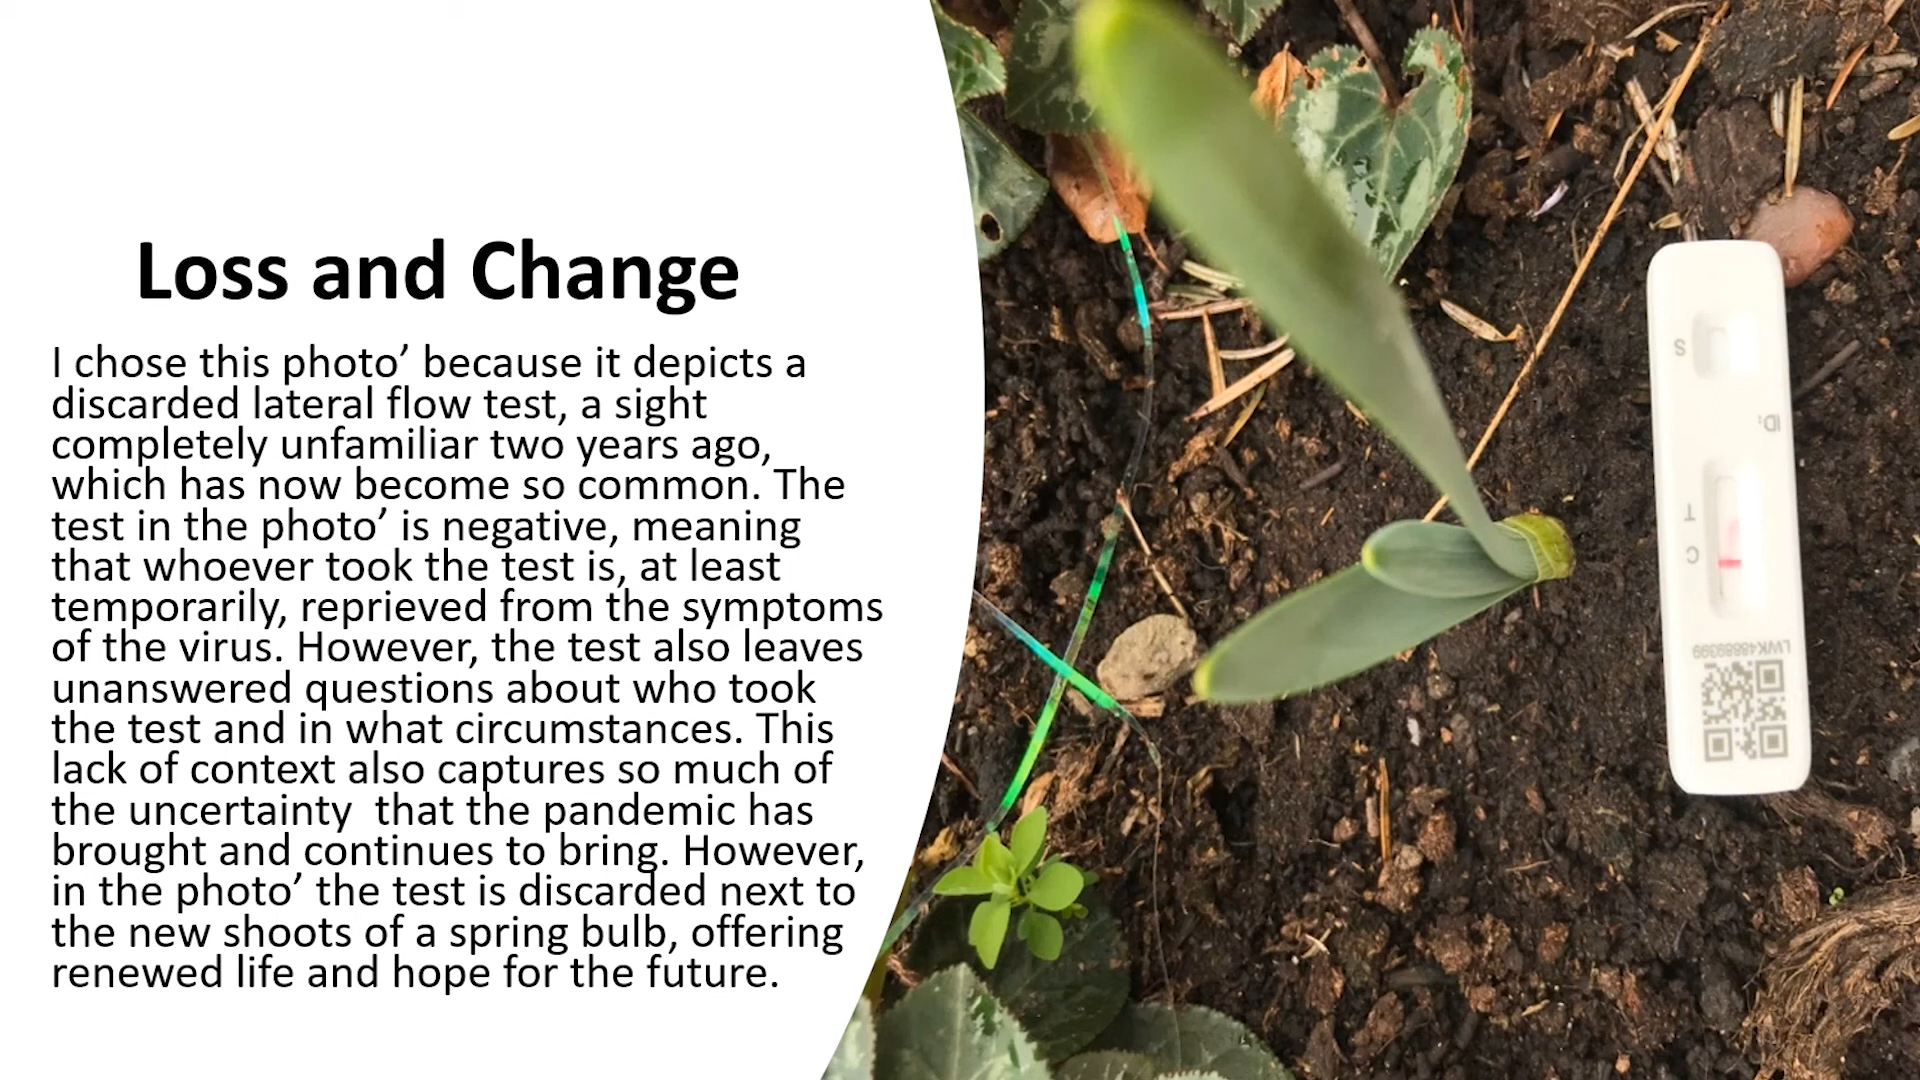 Loss and Change
I chose this photo’ because it depicts a
discarded lateral flow test, a sight
completely unfamiliar two years ago,
which has now become so common. The
test in the photo’ is negative, meaning
that whoever took the test is, at least
temporarily, reprieved from the symptoms
of the virus. However, the test also leaves
unanswered questions about who took
the test and in what circumstances. This
lack of context also captures so much of
the uncertainty  that the pandemic has
brought and continues to bring. However,
in the photo’ the test is discarded next to
the new shoots of a spring bulb, offering
renewed life and hope for the future.
S
ID:
T
C